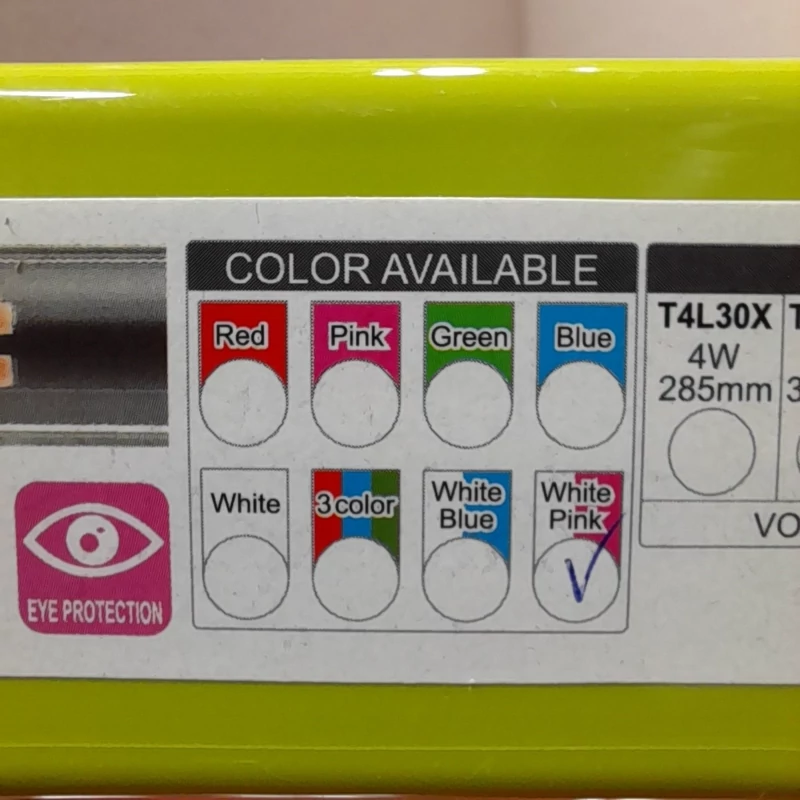 COLOR AVAILABLE
Red
Pink
Green
Blue
T4L30X
4W
285mm
White
3color
White
Blue
White
Pink
EYE PROTECTION